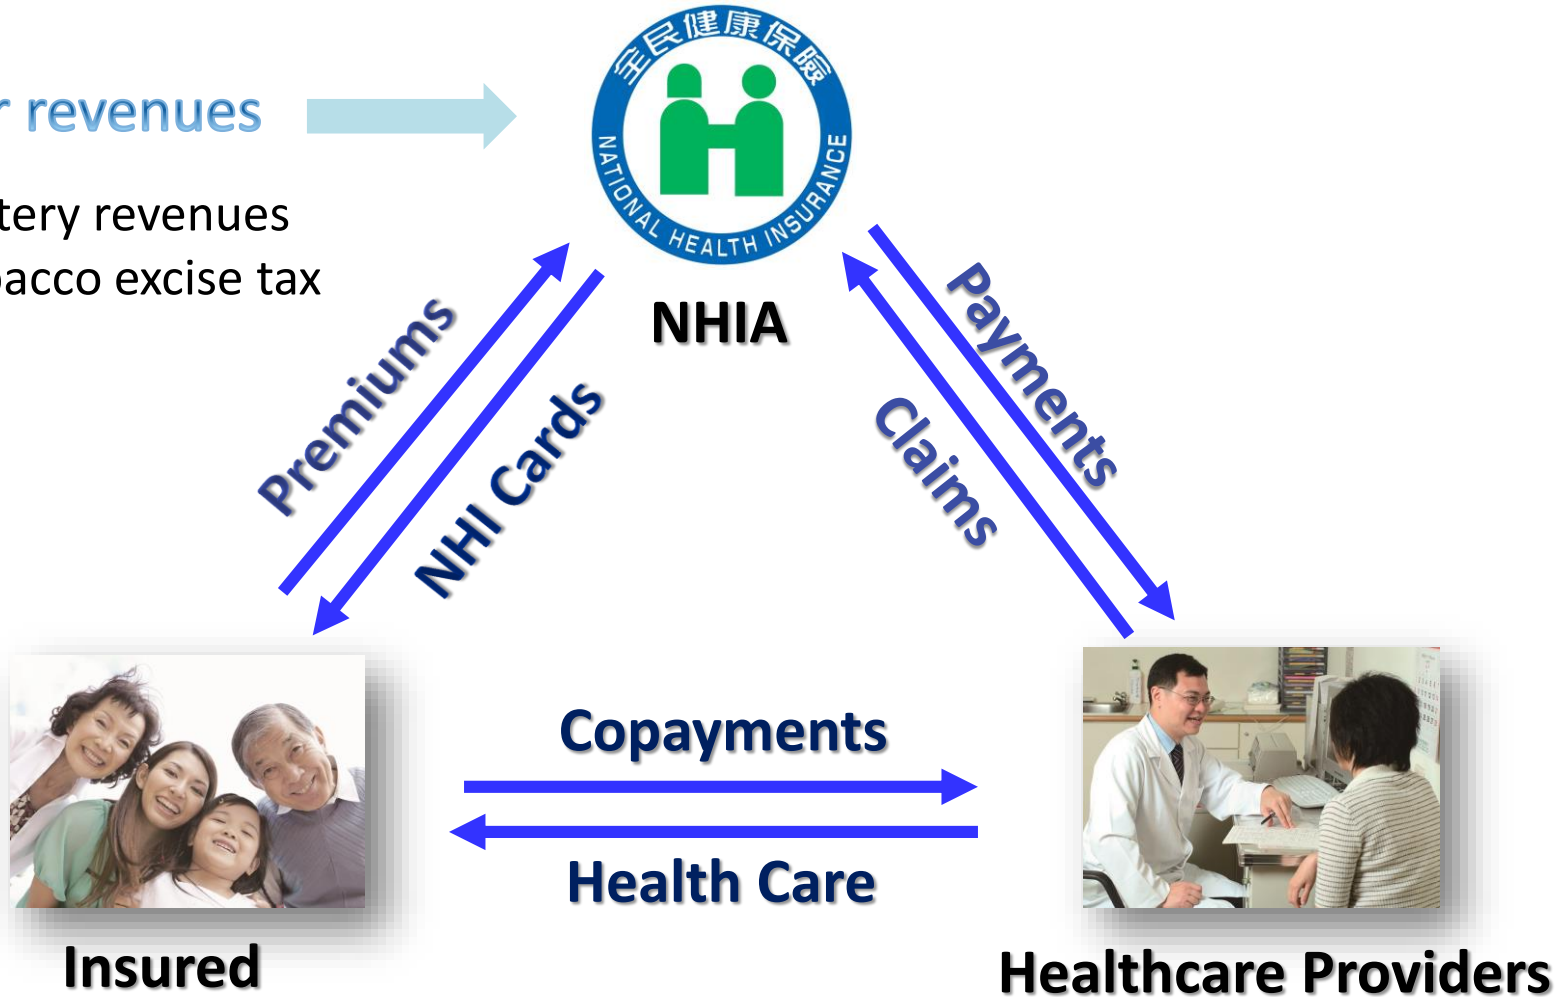 全民健康保險
NATIONAL HEALTH INSURANCE
r revenues
tery revenues
bacco excise tax
NHIA
Premiums
NHI Cards
Payments
Claims
Copayments
Health Care
Insured
Healthcare Providers